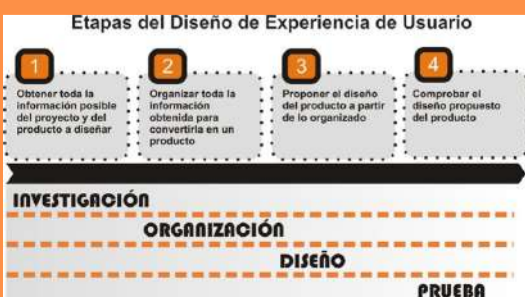 Etapas del Diseño de Experiencia de Usuario
1
Obtener toda la
información posible
del proyecto y del
producto a diseñar
2
Organizar toda la
información
obtenida para
convertirla en un
producto
3
Proponer el diseño
del producto a partir
de lo organizado
4
Comprobar el
diseño propuesto
del producto
INVESTIGACIÓN
ORGANIZACIÓN
DISEÑO
PRUEBA